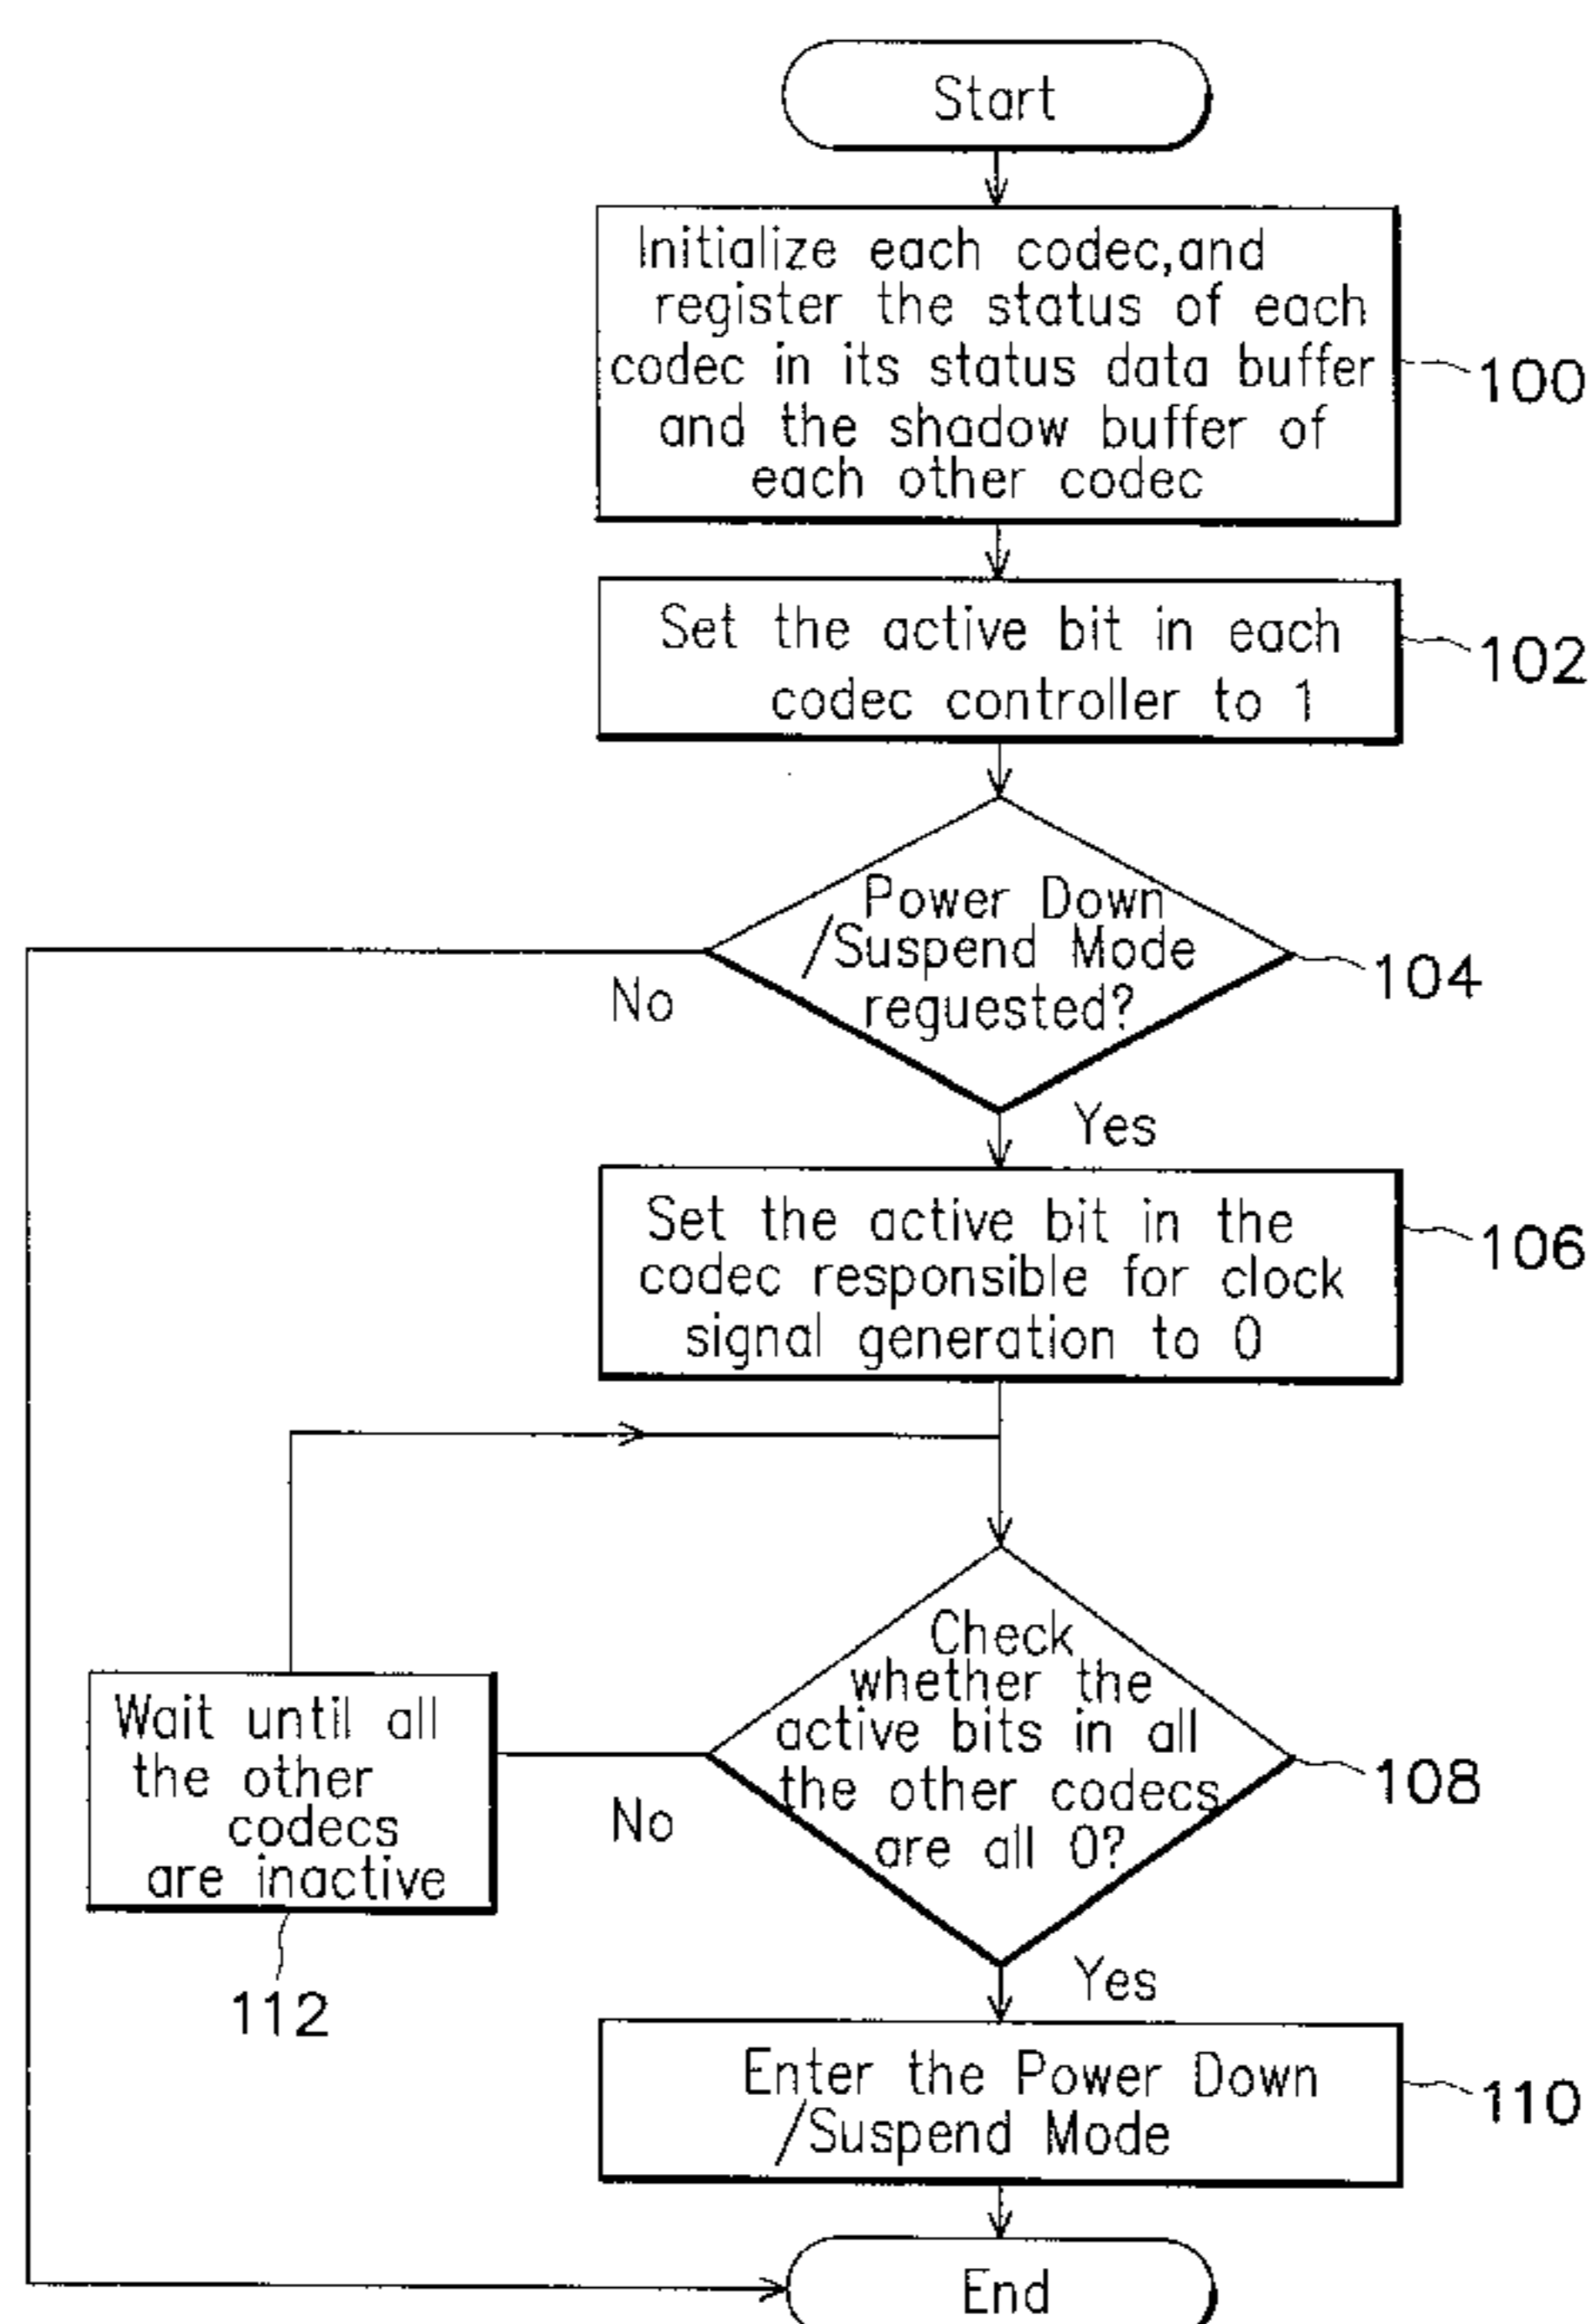 Start
Initialize each codec,and
register the status of each
codec in its status data buffer
and the shadow buffer of
each other codec
100
Set the active bit in each
codec controller to 1
102
Power Down
/Suspend Mode
reguested?
104
No
Yes
Set the active bit in the
codec responsible for clock
signal generation to 0
106
Check
whether the
active bits in all
the other codecs
are all 0?
108
No
Wait until all
the other
codecs
are inactive
112
Yes
Enter the Power Down
/Suspend Mode
110
End